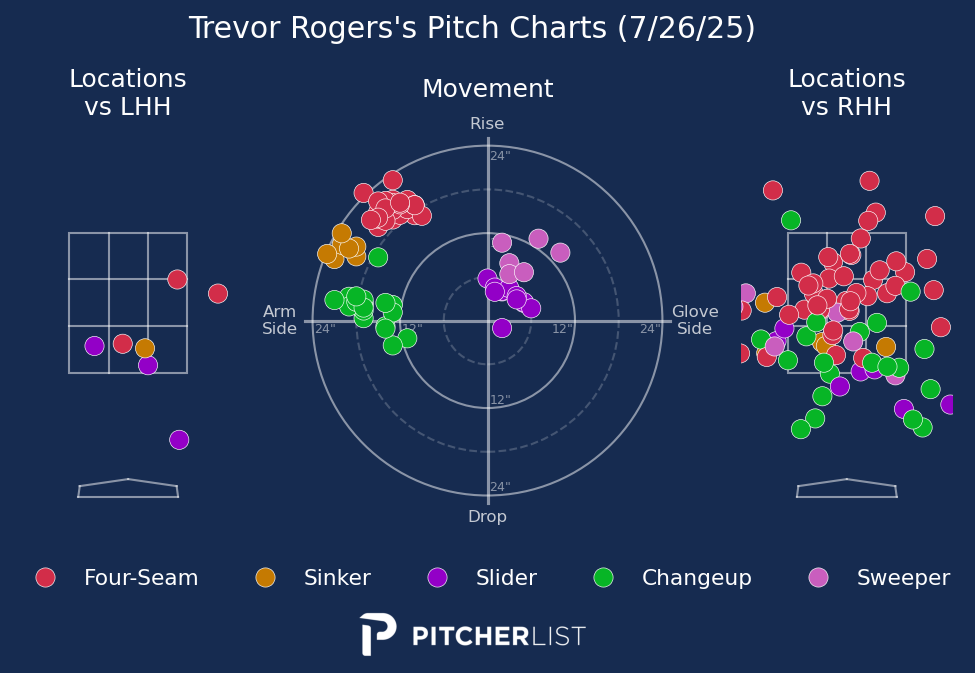 Trevor Rogers's Pitch Charts (7/26/25)
Locations
vs LHH
Movement
Locations
vs RHH
Rise
24"
Arm
Side
24"
12"
12"
24"
Glove
Side
12"
24"
Drop
Four-Seam
Sinker
Slider
Changeup
Sweeper
PITCHERLIST